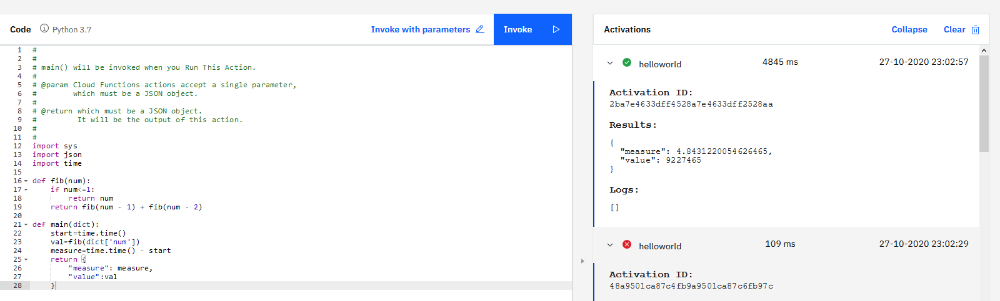 Code Python 3.7 Invoke with parameters Invoke
1 #
2 #
3 # main() will be invoked when you Run This Action.
4 #
5 # @param Cloud Functions actions accept a single parameter,
6 # which must be a JSON object.
7 #
8 # @return which must be a JSON object.
9 # It will be the output of this action.
10 #
11 #
12 import sys
13 import json
14 import time
15
16 def fib(num):
17 if num<=1:
18 return num
19 return fib(num - 1) + fib(num - 2)
20
21 def main(dict):
22 start=time.time()
23 val=fib(dict['num'])
24 measure=time.time() - start
25 return {
26 "measure": measure,
27 "value":val
28 }
Activations Collapse Clear
helloworld 4845 ms 27-10-2020 23:02:57
Activation ID:
2ba7e4633dff4528a7e4633dff2528aa
Results:
{
"measure": 4.8431220054626465,
"value": 9227465
}
Logs:
[]
helloworld 109 ms 27-10-2020 23:02:29
Activation ID:
48a9501ca87c4fb9a9501ca87c6fb97c